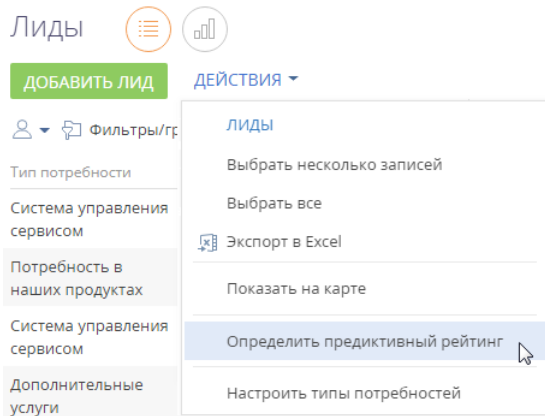 Лиды
ДОБАВИТЬ ЛИД
ДЕЙСТВИЯ
Фильтры/гр
Тип потребности
Система управления
сервисом
Потребность в
наших продуктах
Система управления
сервисом
Дополнительные
услуги
ЛИДЫ
Выбрать несколько записей
Выбрать все
Экспорт в Excel
Показать на карте
Определить предиктивный рейтинг
Настроить типы потребностей